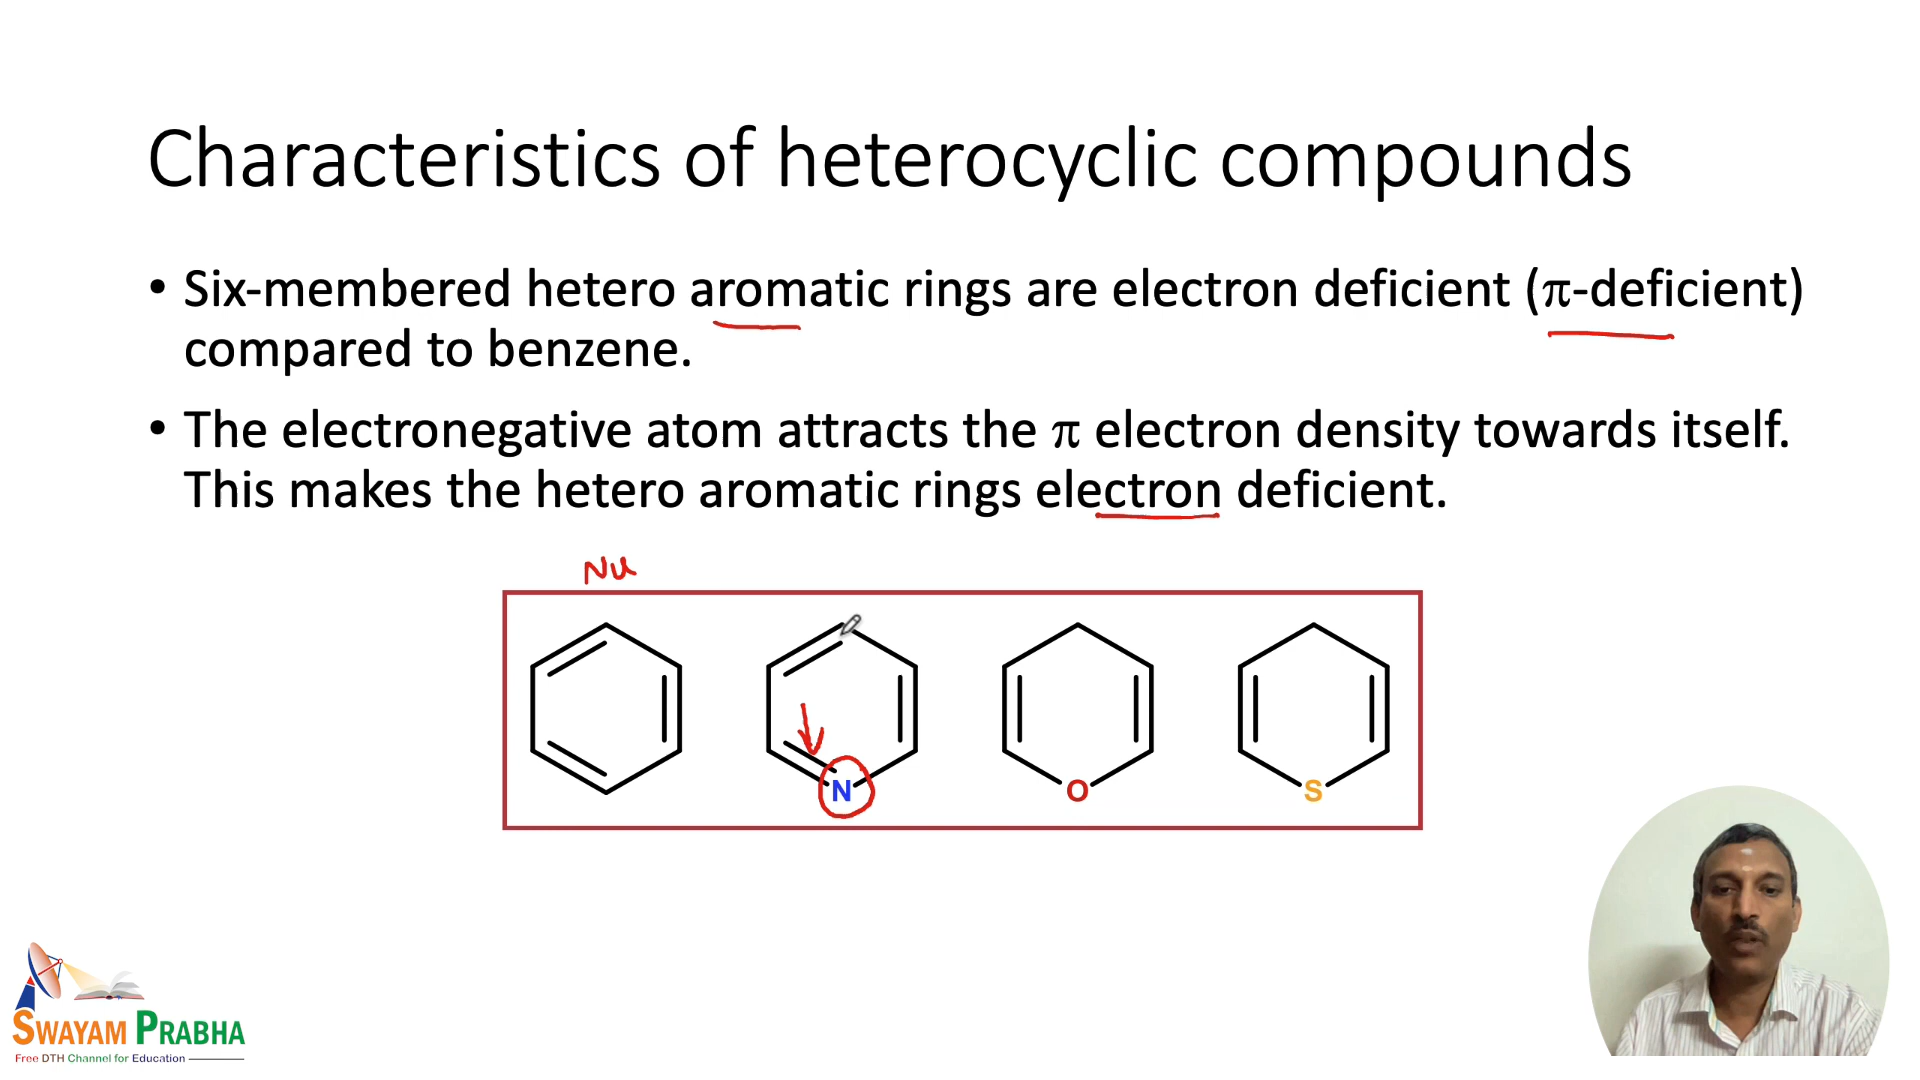 Characteristics of heterocyclic compounds
• Six-membered hetero aromatic rings are electron deficient (π-deficient)
compared to benzene.
• The electronegative atom attracts the π electron density towards itself.
This makes the hetero aromatic rings electron deficient.
Nu
N
O
S
SWAYAM PRABHA
Free DTH Channel for Education